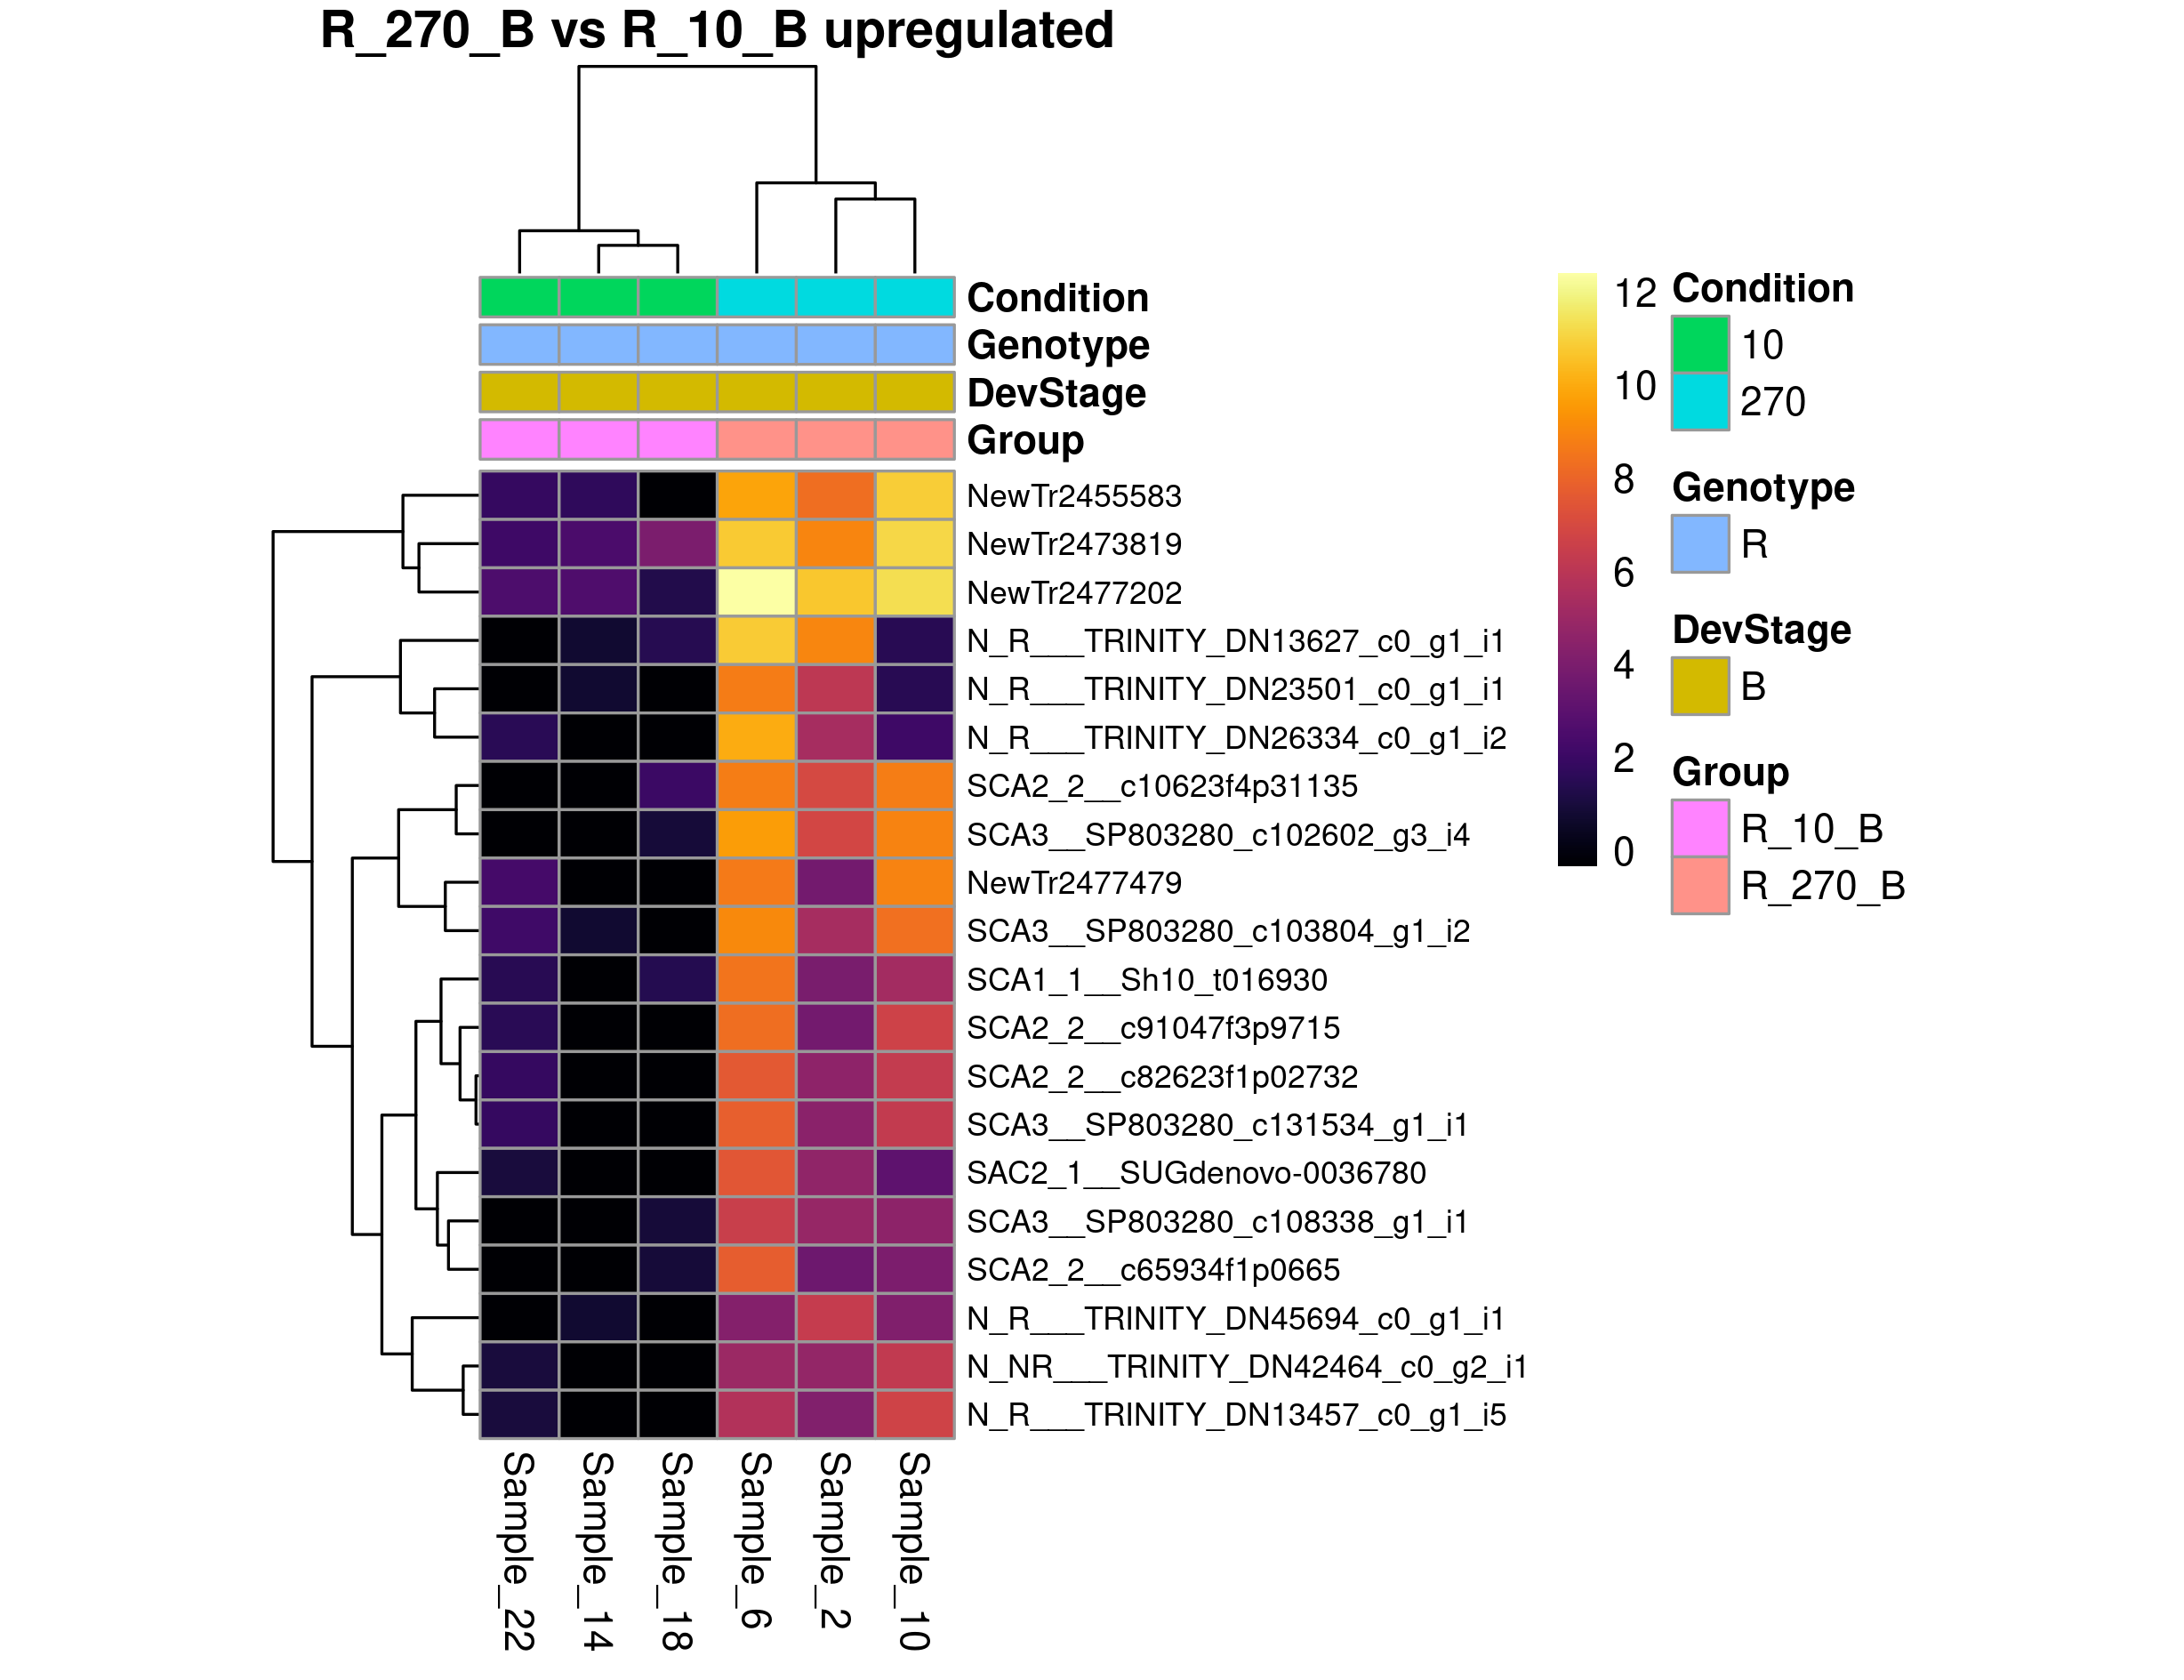 R_270_B vs R_10_B upregulated
Condition
Genotype
DevStage
Group
NewTr2455583
NewTr2473819
NewTr2477202
N_R___TRINITY_DN13627_c0_g1_i1
N_R___TRINITY_DN23501_c0_g1_i1
N_R___TRINITY_DN26334_c0_g1_i2
SCA2_2__c10623f4p31135
SCA3__SP803280_c102602_g3_i4
NewTr2477479
SCA3__SP803280_c103804_g1_i2
SCA1_1__Sh10_t016930
SCA2_2__c91047f3p9715
SCA2_2__c82623f1p02732
SCA3__SP803280_c131534_g1_i1
SAC2_1__SUGdenovo-0036780
SCA3__SP803280_c108338_g1_i1
SCA2_2__c65934f1p0665
N_R___TRINITY_DN45694_c0_g1_i1
N_NR___TRINITY_DN42464_c0_g2_i1
N_R___TRINITY_DN13457_c0_g1_i5
Sample_22
Sample_14
Sample_18
Sample_6
Sample_2
Sample_10
12
10
8
6
4
2
0
Condition
10
270
Genotype
R
DevStage
B
Group
R_10_B
R_270_B